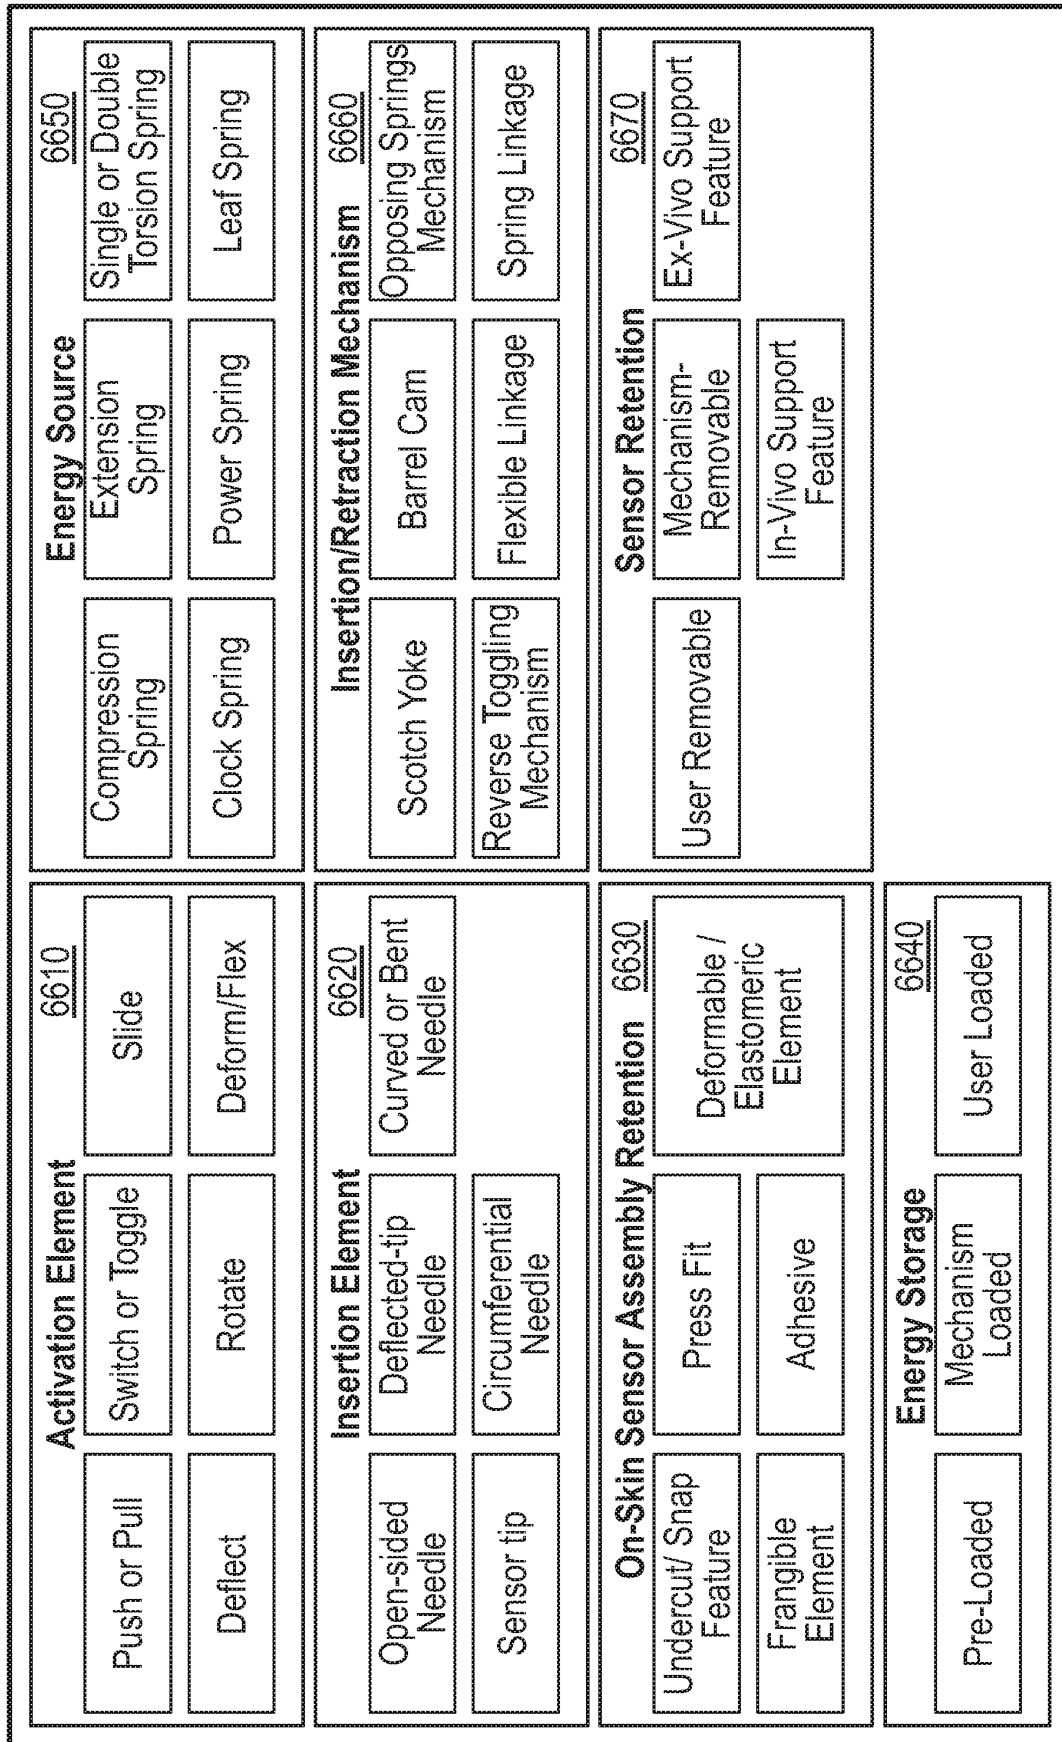 Activation Element
6610
Push or Pull
Switch or Toggle
Slide
Deflect
Rotate
Deform/Flex
Insertion Element
6620
Open-sided
Needle
Deflected-tip
Needle
Curved or Bent
Needle
Sensor tip
Circumferential
Needle
On-Skin Sensor Assembly Retention
6630
Undercut/ Snap
Feature
Press Fit
Deformable /
Elastomeric
Element
Frangible
Element
Adhesive
Energy Storage
6640
Pre-Loaded
Mechanism
Loaded
User Loaded
Energy Source
6650
Compression
Spring
Extension
Spring
Single or Double
Torsion Spring
Clock Spring
Power Spring
Leaf Spring
Insertion/Retraction Mechanism
6660
Scotch Yoke
Barrel Cam
Opposing Springs
Mechanism
Reverse Toggling
Mechanism
Flexible Linkage
Spring Linkage
Sensor Retention
6670
User Removable
Mechanism-
Removable
Ex-Vivo Support
Feature
In-Vivo Support
Feature